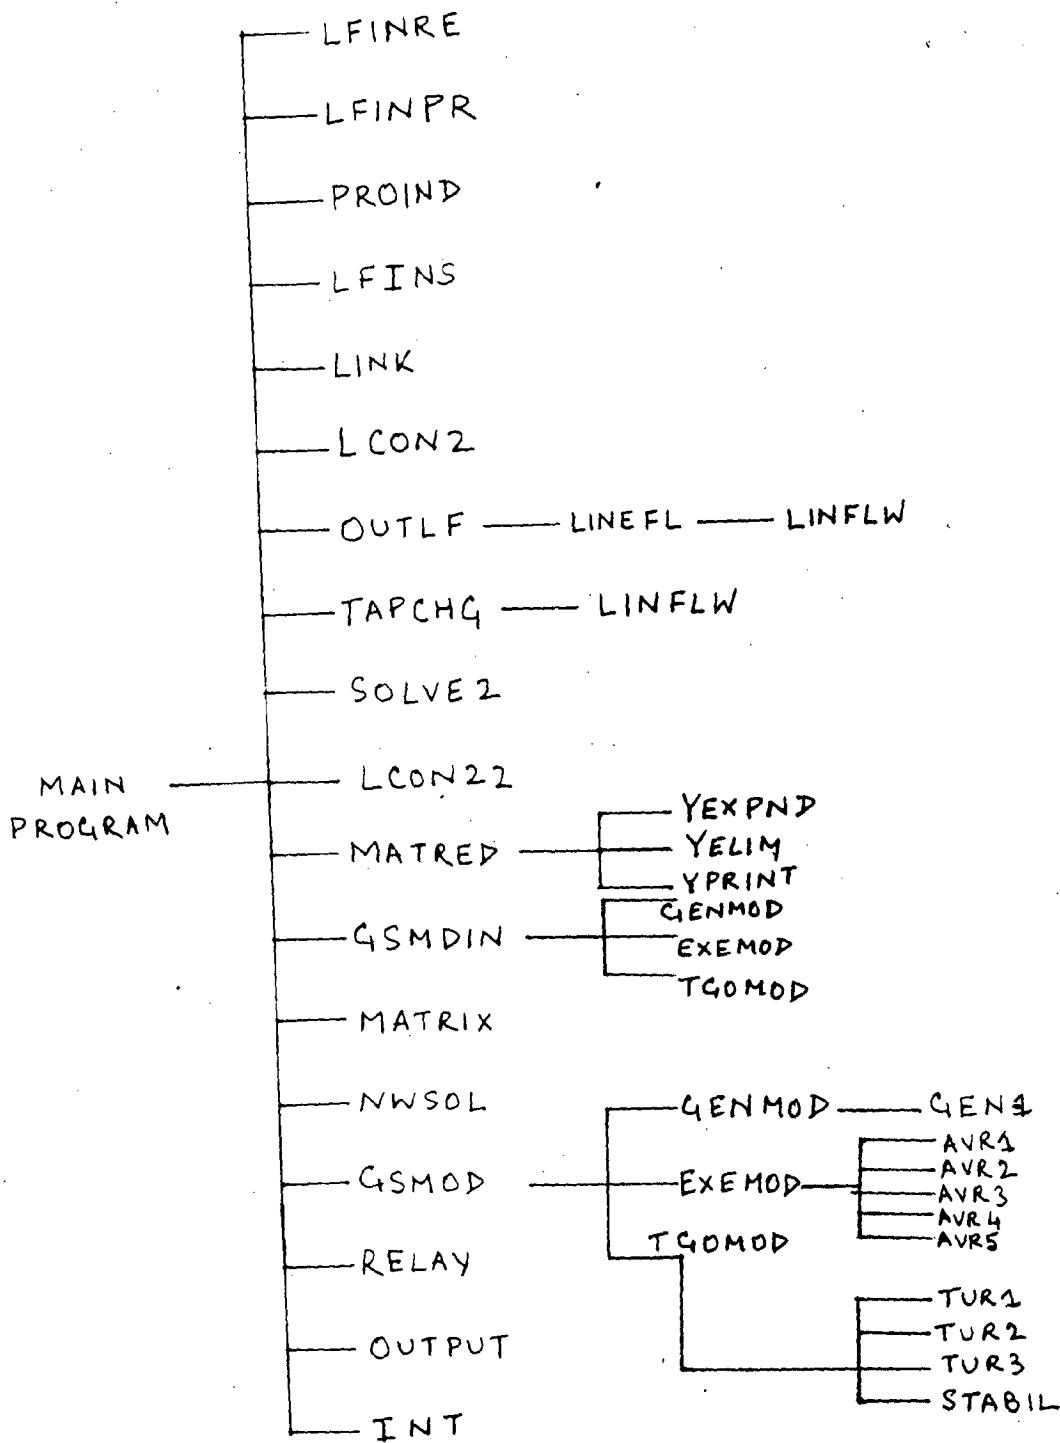 LFINRE
LFINPR
PROIND
LFINS
LINK
LCON2
OUTLF LINEFL LINFLW
TAPCHG LINFLW
SOLVE2
MAIN
PROGRAM
LCON22
MATRED
YEXPND
YELIM
YPRINT
GSMDIN
GENMOD
EXEMOD
TGOMOD
MATRIX
NWSOL
GSMOD
GENMOD GEN1
EXEMOD
AVR1
AVR2
AVR3
AVR4
AVR5
TGOMOD
TUR1
TUR2
TUR3
STABIL
RELAY
OUTPUT
INT